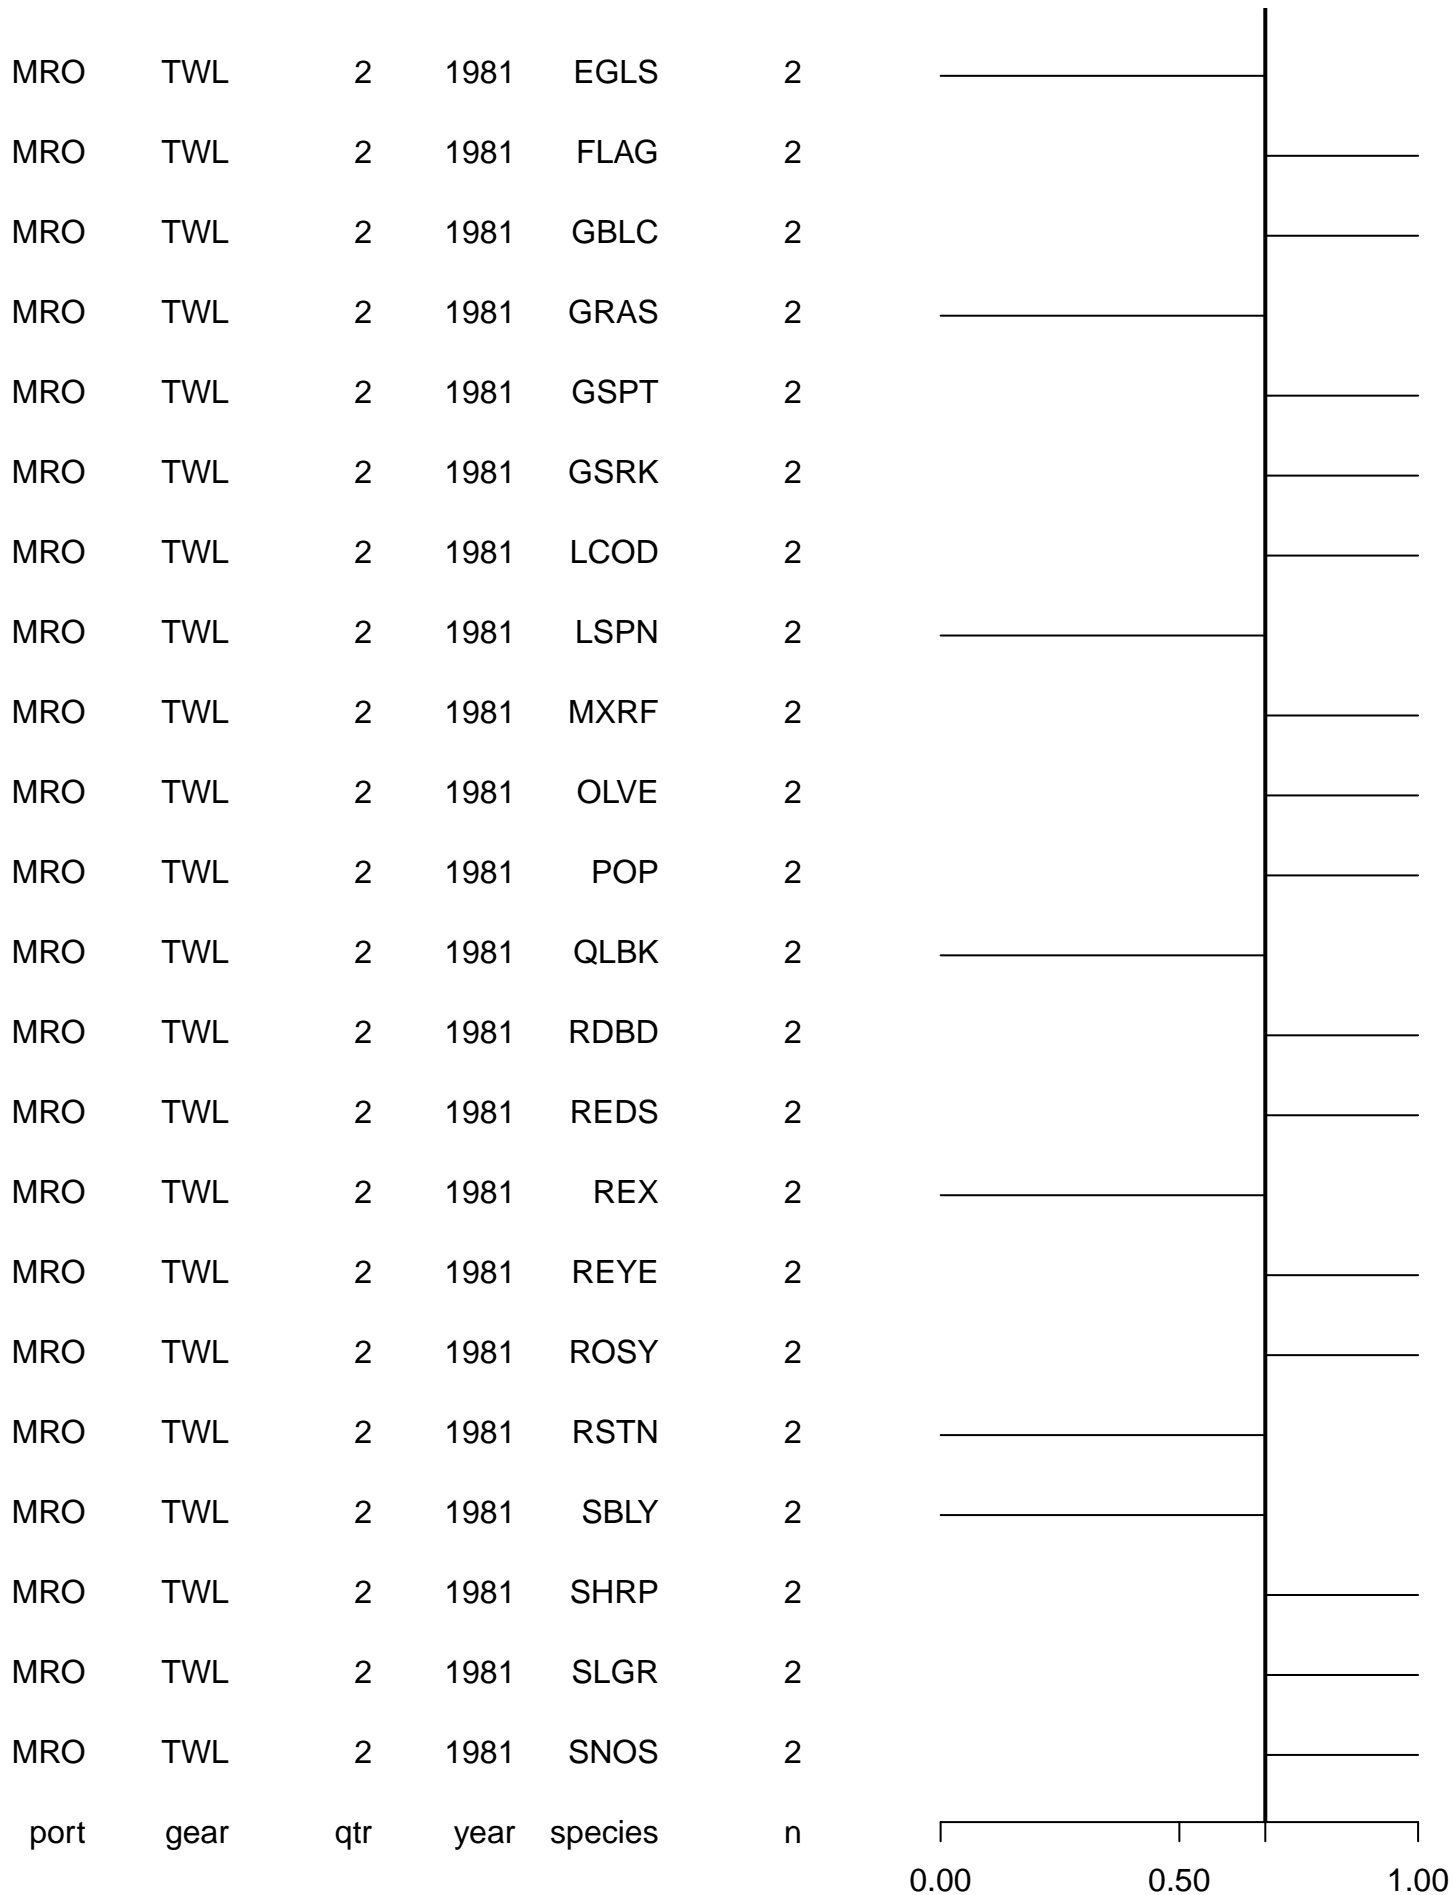 MRO TWL 2 1981 EGLS 2
MRO TWL 2 1981 FLAG 2
MRO TWL 2 1981 GBLC 2
MRO TWL 2 1981 GRAS 2
MRO TWL 2 1981 GSPT 2
MRO TWL 2 1981 GSRK 2
MRO TWL 2 1981 LCOD 2
MRO TWL 2 1981 LSPN 2
MRO TWL 2 1981 MXRF 2
MRO TWL 2 1981 OLVE 2
MRO TWL 2 1981 POP 2
MRO TWL 2 1981 QLBK 2
MRO TWL 2 1981 RDBD 2
MRO TWL 2 1981 REDS 2
MRO TWL 2 1981 REX 2
MRO TWL 2 1981 REYE 2
MRO TWL 2 1981 ROSY 2
MRO TWL 2 1981 RSTN 2
MRO TWL 2 1981 SBLY 2
MRO TWL 2 1981 SHRP 2
MRO TWL 2 1981 SLGR 2
MRO TWL 2 1981 SNOS 2
port gear qtr year species n
0.00 0.50 1.00